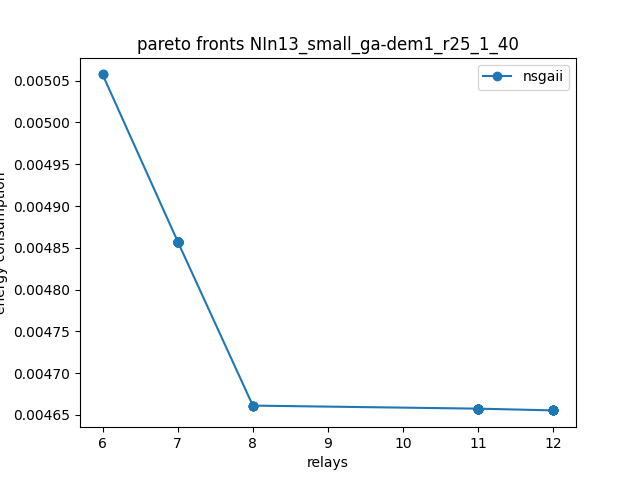 pareto fronts NIn13_small_ga-dem1_r25_1_40
nsgaii
0.00505
0.00500
0.00495
0.00490
0.00485
0.00480
0.00475
0.00470
0.00465
energy consumption
6 7 8 9 10 11 12
relays